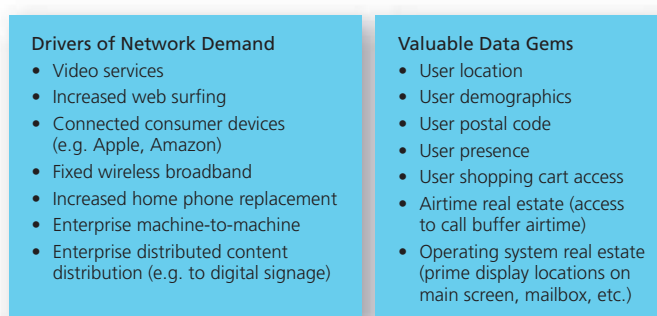 Drivers of Network Demand
• Video services
• Increased web surfing
• Connected consumer devices
(e.g. Apple, Amazon)
• Fixed wireless broadband
• Increased home phone replacement
• Enterprise machine-to-machine
• Enterprise distributed content
distribution (e.g. to digital signage)
Valuable Data Gems
• User location
• User demographics
• User postal code
• User presence
• User shopping cart access
• Airtime real estate (access
to call buffer airtime)
• Operating system real estate
(prime display locations on
main screen, mailbox, etc.)